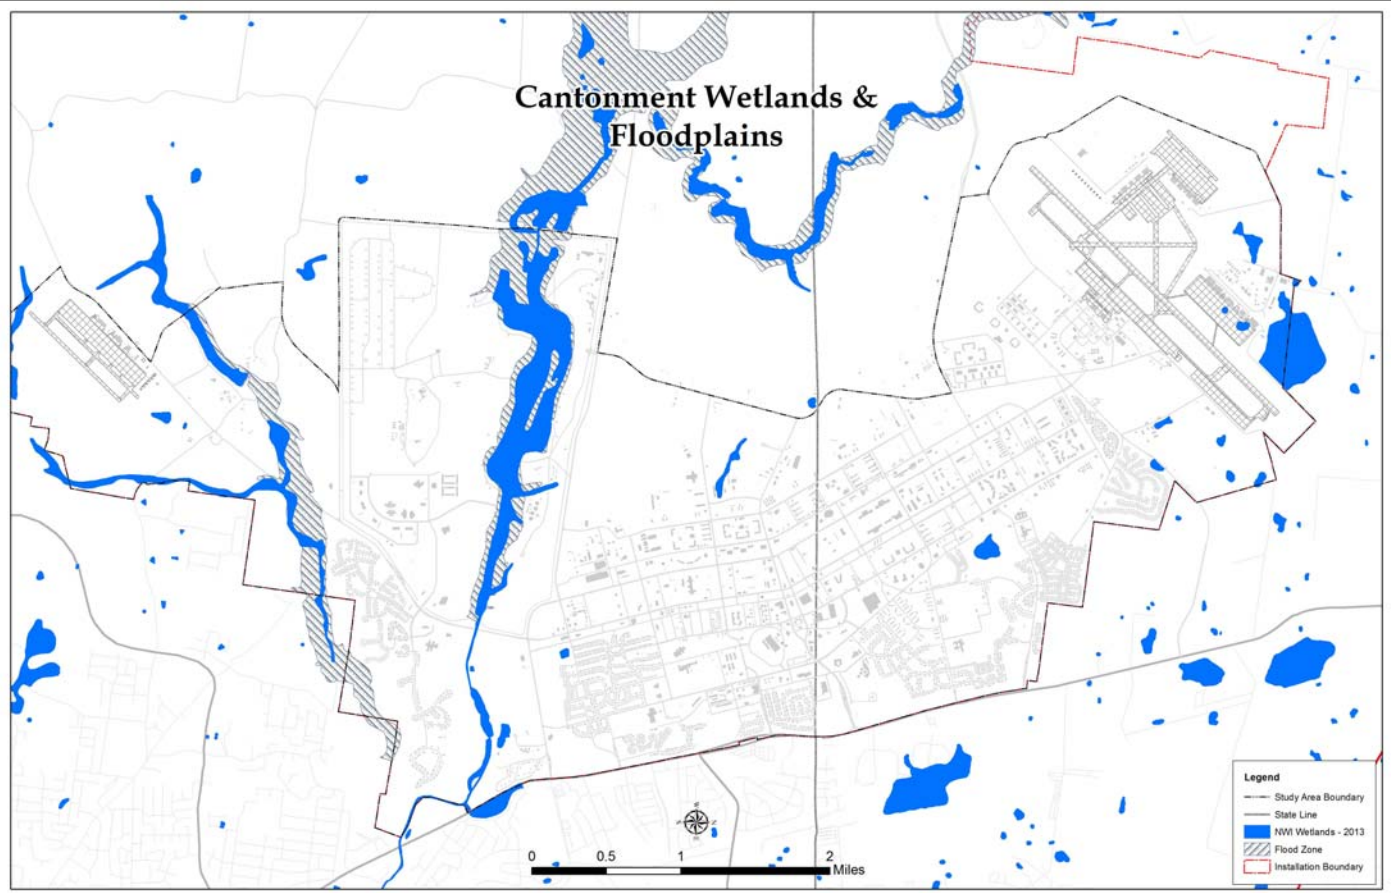 Cantonment Wetlands &
Floodplains
Legend
Study Area Boundary
State Line
NWI Wetlands - 2013
Flood Zone
Installation Boundary
0 0.5 1 2
Miles